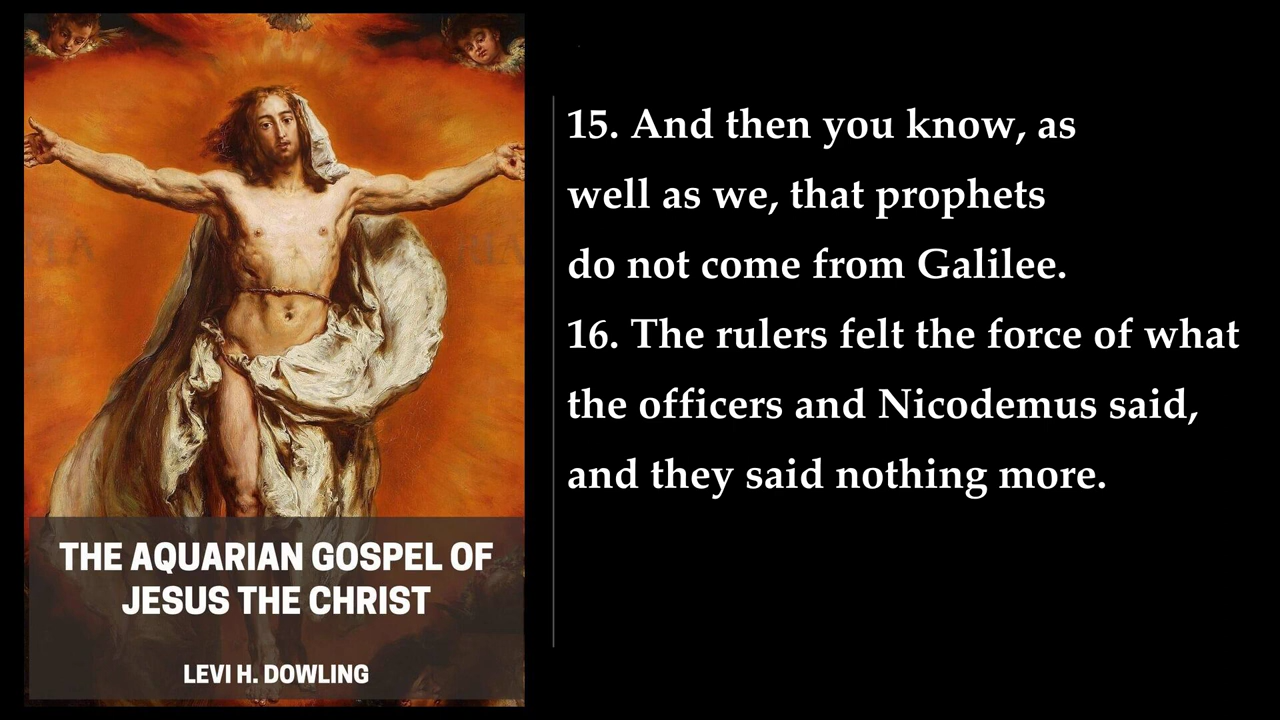 THE AQUARIAN GOSPEL OF
JESUS THE CHRIST
LEVI H. DOWLING
15. And then you know, as
well as we, that prophets
do not come from Galilee.
16. The rulers felt the force of what
the officers and Nicodemus said,
and they said nothing more.